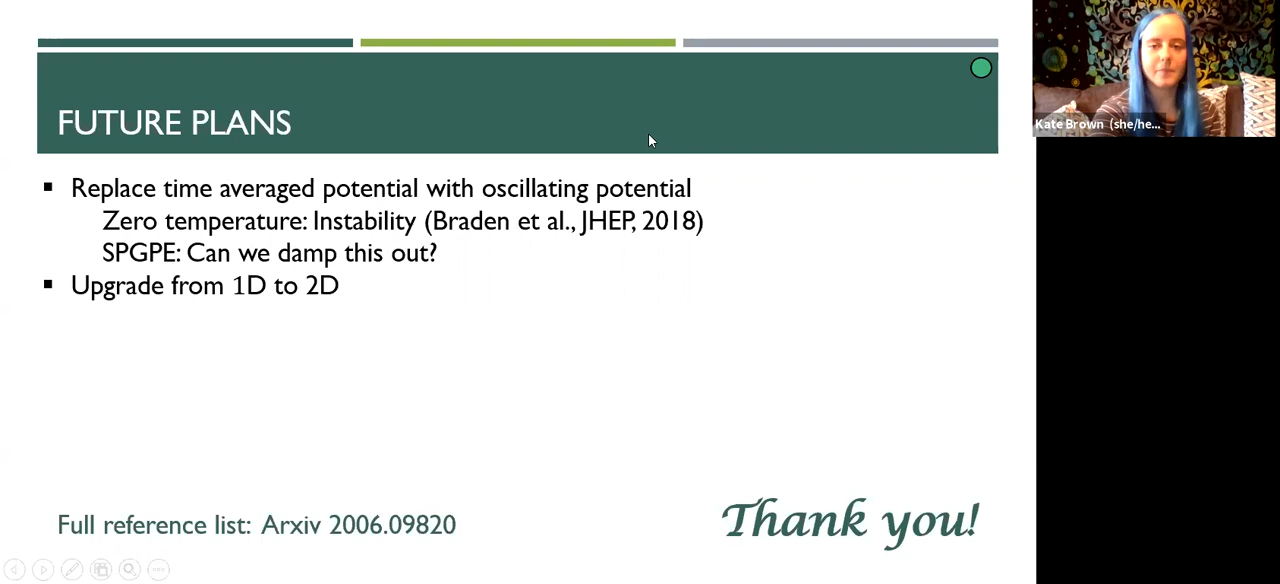 FUTURE PLANS
▪ Replace time averaged potential with oscillating potential
Zero temperature: Instability (Braden et al., JHEP, 2018)
SPGPE: Can we damp this out?
▪ Upgrade from 1D to 2D
Full reference list: Arxiv 2006.09820
Thank you!
Kate Brown (she/he...